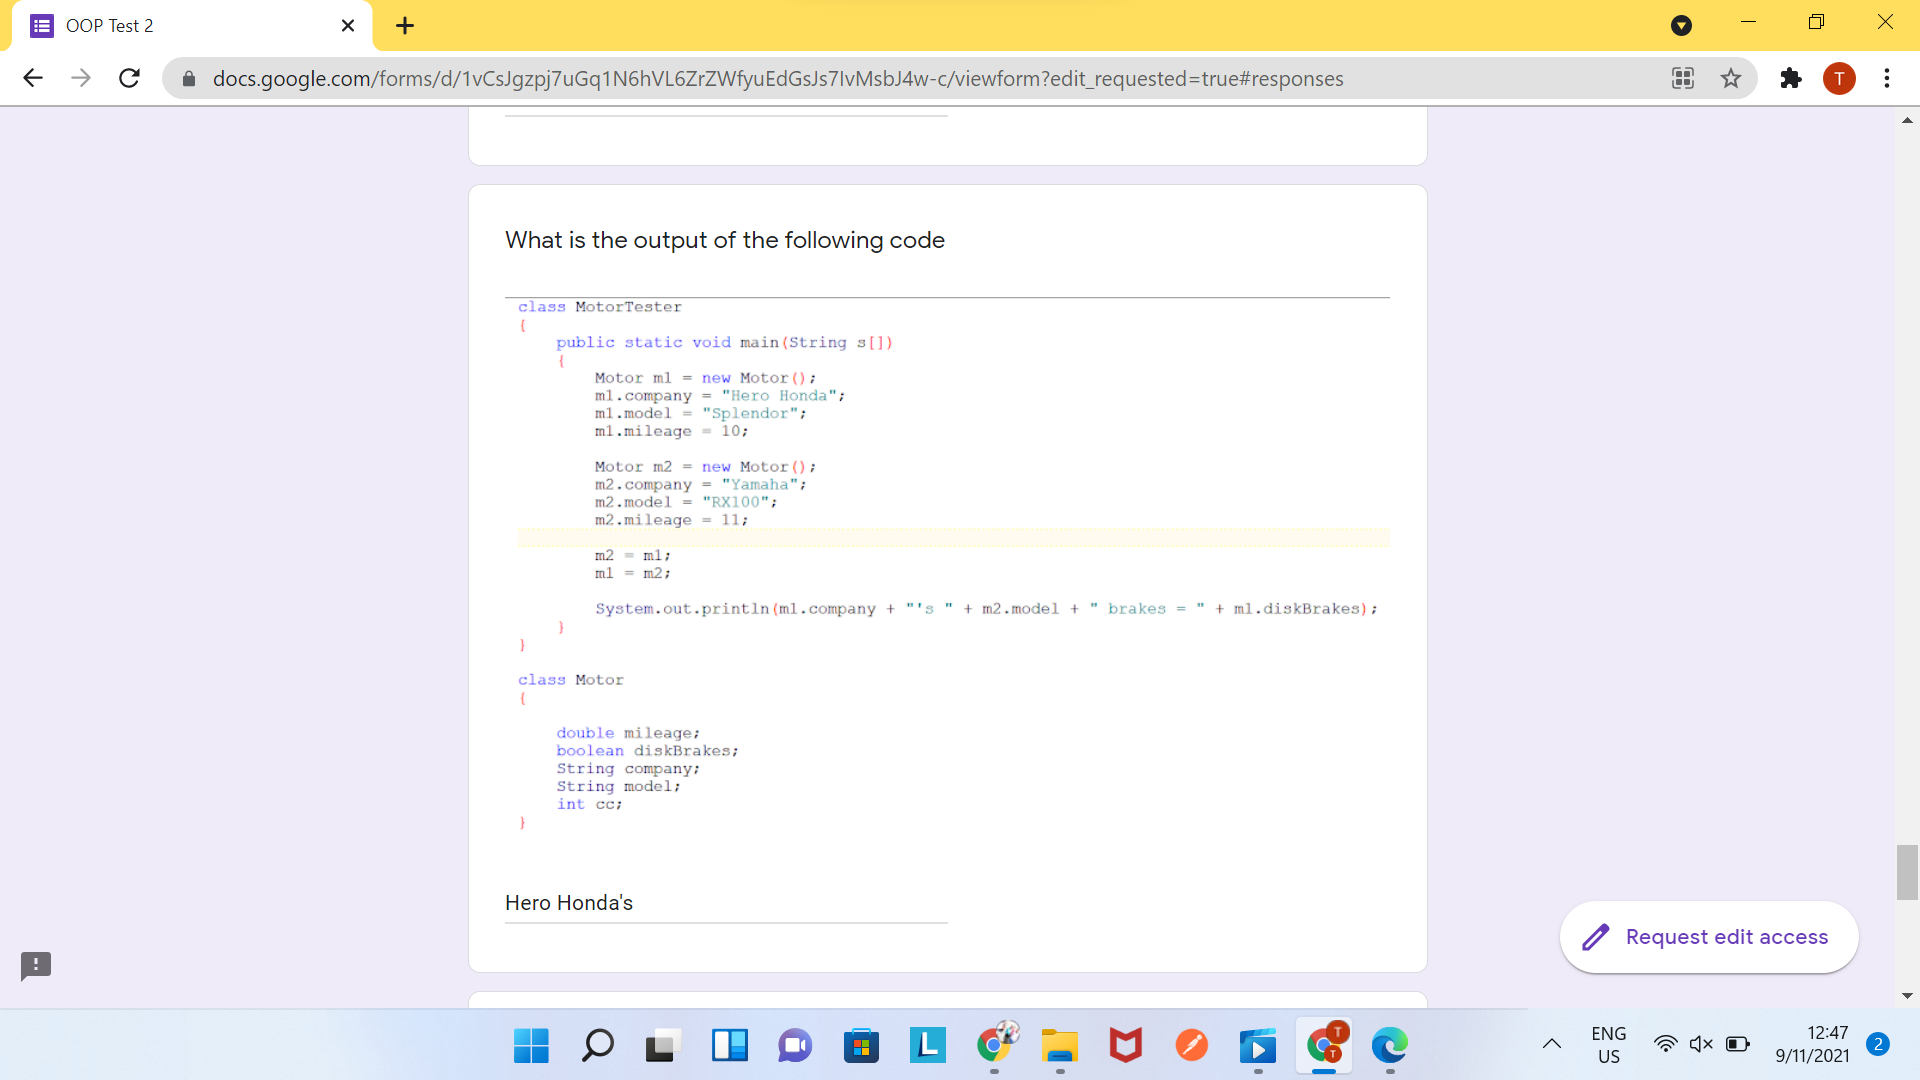 OOP Test 2
docs.google.com/forms/d/1vCsJgzpj7uGq1N6hVL6ZrZWfyuEdGsJs7IvMsbJ4w-c/viewform?edit_requested=true#responses
T
What is the output of the following code
class MotorTester
{
public static void main(String s[])
{
Motor m1 = new Motor();
m1.company = "Hero Honda";
m1.model = "Splendor";
m1.mileage = 10;
Motor m2 = new Motor();
m2.company = "Yamaha";
m2.model = "RX100";
m2.mileage = 11;
m2 = m1;
m1 = m2;
System.out.println(m1.company + "'s " + m2.model + " brakes = " + m1.diskBrakes);
}
}
class Motor
{
double mileage;
boolean diskBrakes;
String company;
String model;
int cc;
}
Hero Honda's
Request edit access
L
T
T
ENG
US
12:47
9/11/2021
2